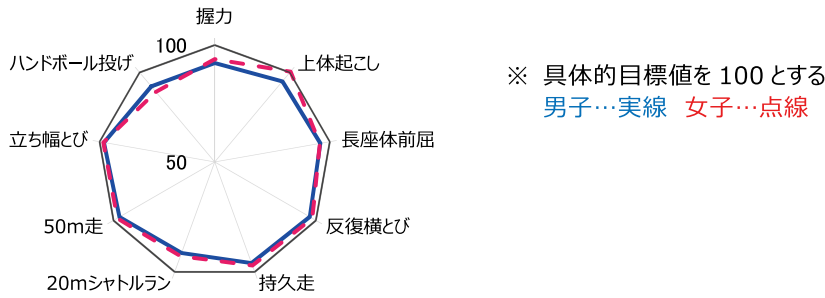 握力
100
ハンドボール投げ
上体起こし
※ 具体的目標値を100とする
男子…実線 女子…点線
立ち幅とび
長座体前屈
50
50m走
反復横とび
20mシャトルラン
持久走